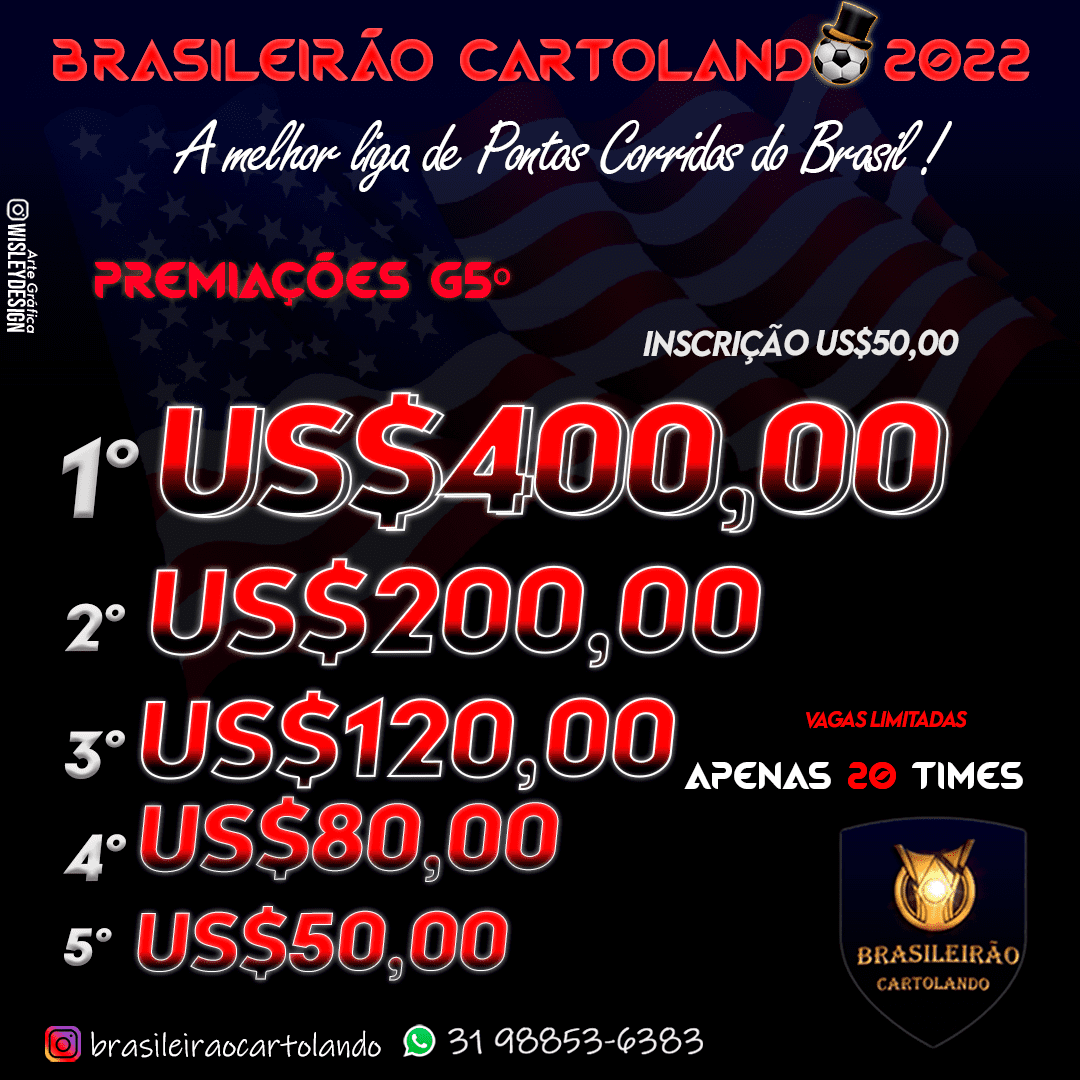 BRASILEIRÃO CARTOLANDO 2022
A melhor liga de Pontos Corridos do Brasil !
Arte Gráfica
WISLEYDESIGN
PREMIAÇÕES G5º
INSCRIÇÃO US$50,00
1º US$400,00
2º US$200,00
3º US$120,00
VAGAS LIMITADAS
APENAS 20 TIMES
4º US$80,00
5º US$50,00
BRASILEIRÃO
CARTOLANDO
brasileiraocartolando 31 98853-6383